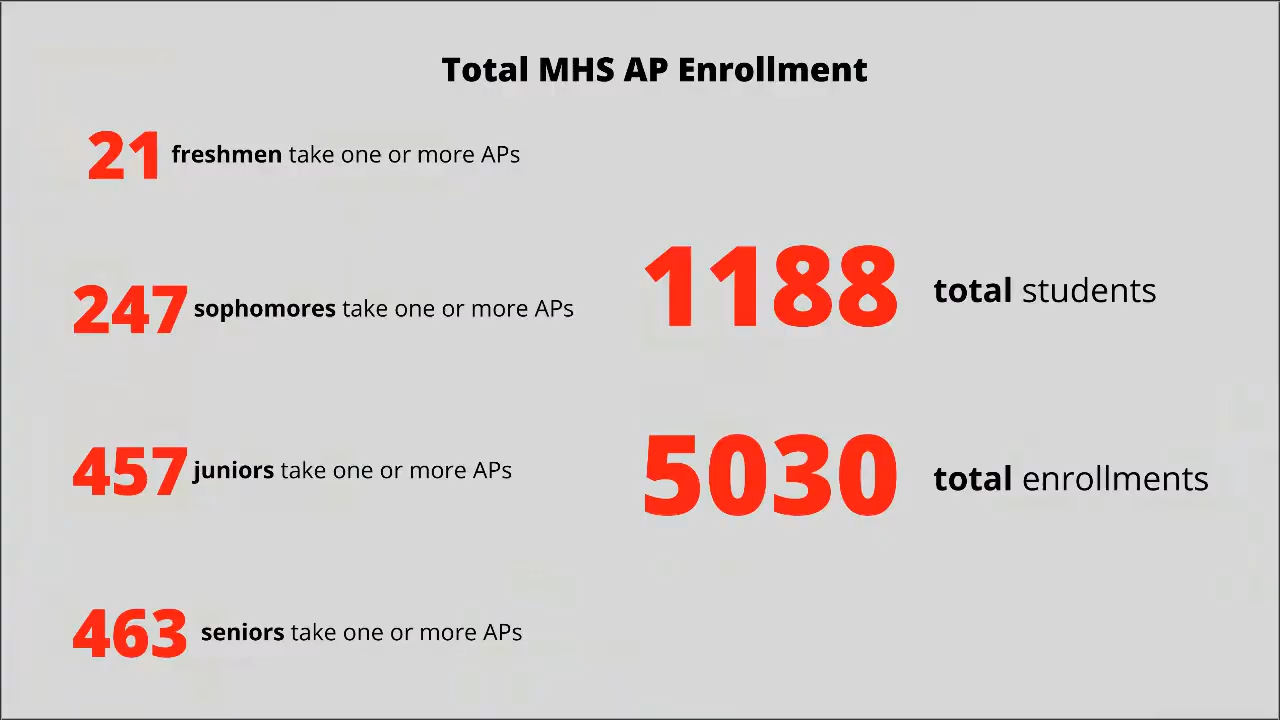 Total MHS AP Enrollment
21 freshmen take one or more APs
247 sophomores take one or more APs
457 juniors take one or more APs
463 seniors take one or more APs
1188 total students
5030 total enrollments